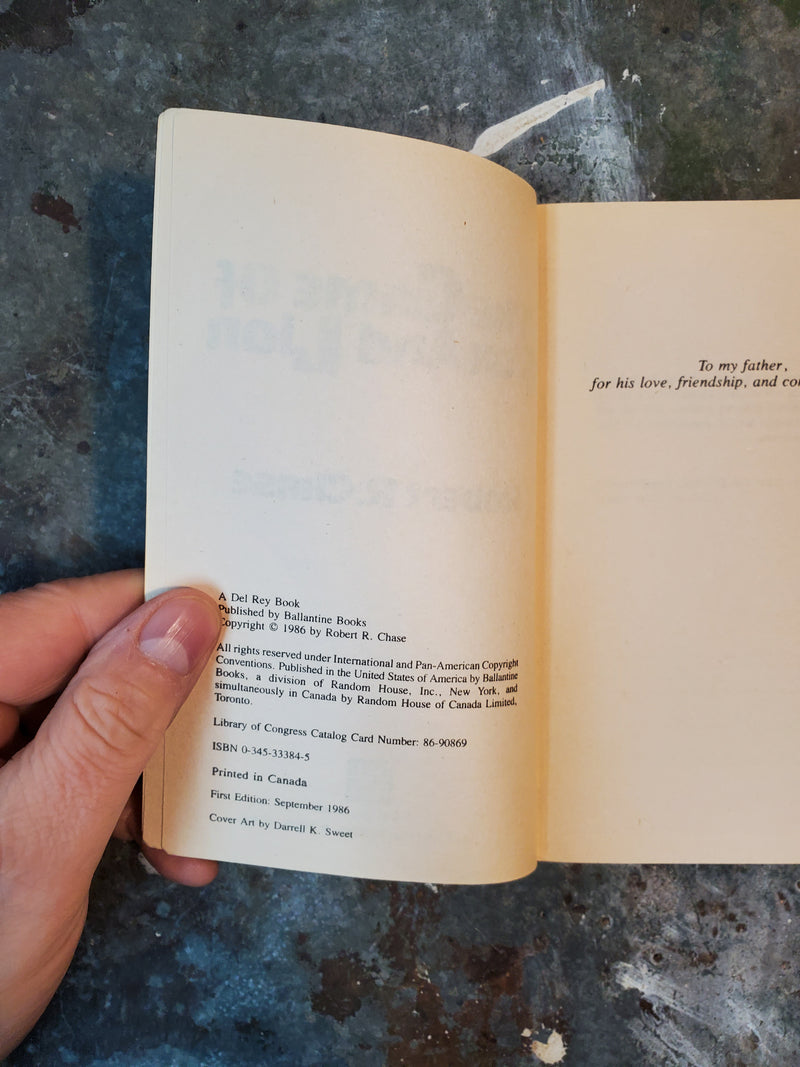 A Del Rey Book
Published by Ballantine Books
Copyright © 1986 by Robert R. Chase
All rights reserved under International and Pan-American Copyright
Conventions. Published in the United States of America by Ballantine
Books, a division of Random House, Inc., New York, and
simultaneously in Canada by Random House of Canada Limited,
Toronto.
Library of Congress Catalog Card Number: 86-90869
ISBN 0-345-33384-5
Printed in Canada
First Edition: September 1986
Cover Art by Darrell K. Sweet
To my father,
for his love, friendship, and